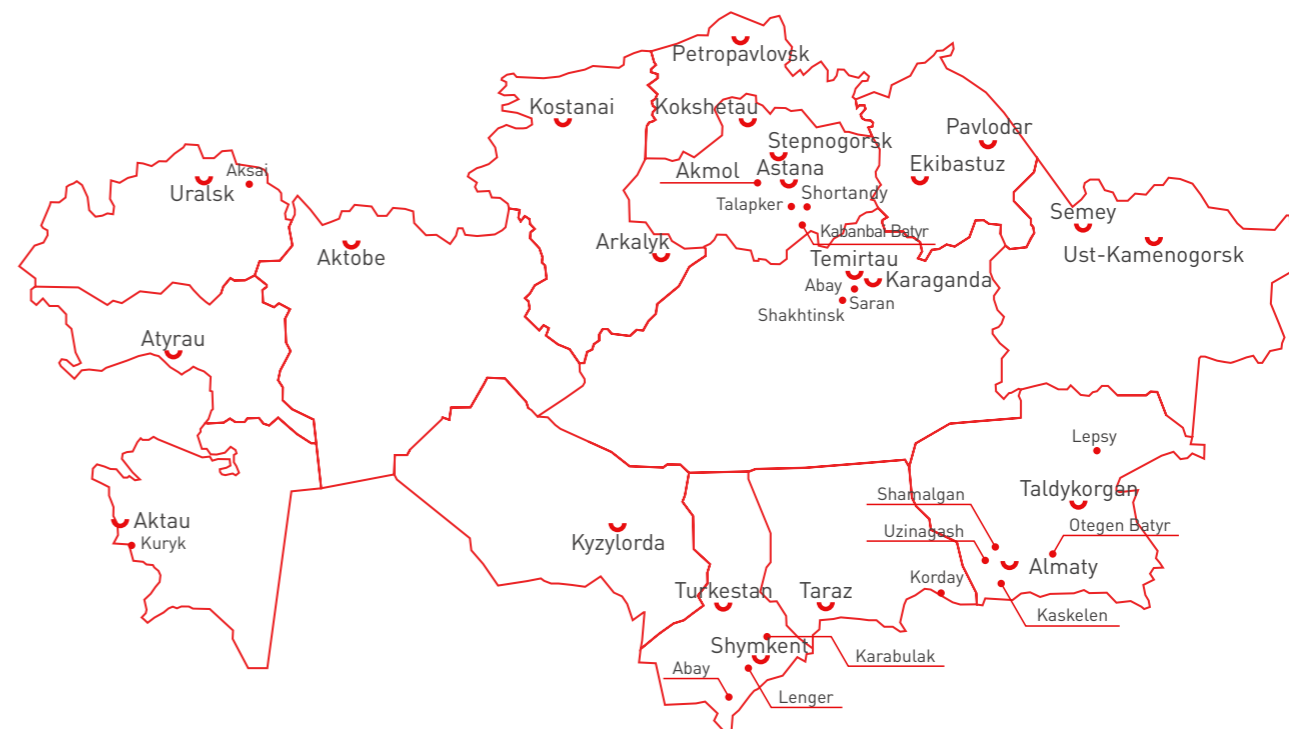 Petropavlovsk
Kostanai
Kokshetau
Stepnogorsk
Pavlodar
Akmol
Astana
Ekibastuz
Aksai
Uralsk
Talapker
Shortandy
Kabanbai Batyr
Semey
Aktobe
Arkalyk
Ust-Kamenogorsk
Temirtau
Karaganda
Abay
Saran
Shakhtinsk
Atyrau
Lepsy
Shamalgan
Taldykorgan
Aktau
Kuryk
Kyzylorda
Uzinagash
Otegen Batyr
Almaty
Korday
Turkestan
Taraz
Kaskelen
Shymkent
Karabulak
Abay
Lenger